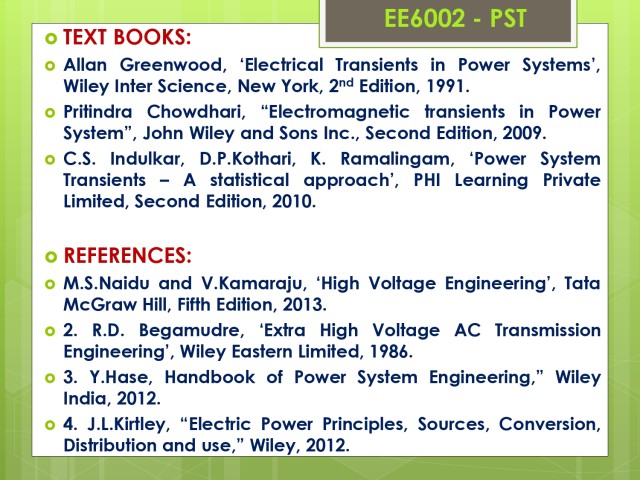 EE6002 - PST
TEXT BOOKS:
Allan Greenwood, ‘Electrical Transients in Power Systems’,
Wiley Inter Science, New York, 2nd Edition, 1991.
Pritindra Chowdhari, “Electromagnetic transients in Power
System”, John Wiley and Sons Inc., Second Edition, 2009.
C.S. Indulkar, D.P.Kothari, K. Ramalingam, ‘Power System
Transients – A statistical approach’, PHI Learning Private
Limited, Second Edition, 2010.
REFERENCES:
M.S.Naidu and V.Kamaraju, ‘High Voltage Engineering’, Tata
McGraw Hill, Fifth Edition, 2013.
2. R.D. Begamudre, ‘Extra High Voltage AC Transmission
Engineering’, Wiley Eastern Limited, 1986.
3. Y.Hase, Handbook of Power System Engineering,” Wiley
India, 2012.
4. J.L.Kirtley, “Electric Power Principles, Sources, Conversion,
Distribution and use,” Wiley, 2012.